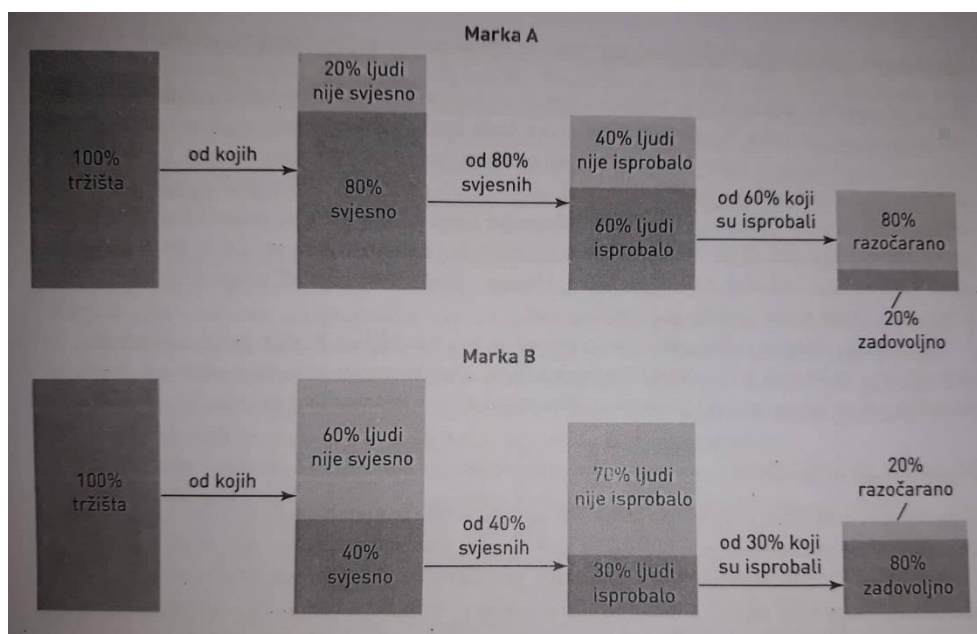 Marka A
100%
tržišta
od kojih
20% ljudi
nije svjesno
80%
svjesno
od 80%
svjesnih
40% ljudi
nije isprobalo
60% ljudi
isprobalo
od 60% koji
su isprobali
80%
razočarano
20%
zadovoljno
Marka B
100%
tržišta
od kojih
60% ljudi
nije svjesno
40%
svjesno
od 40%
svjesnih
70% ljudi
nije isprobalo
30% ljudi
isprobalo
od 30% koji
su isprobali
20%
razočarano
80%
zadovoljno